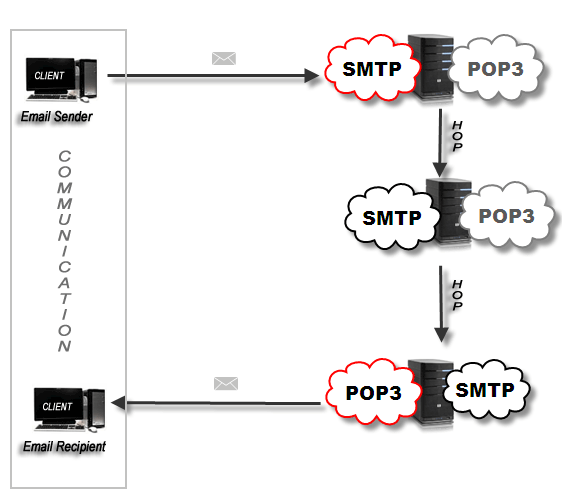 CLIENT
Email Sender
SMTP
POP3
HOP
COMMUNICATION
SMTP
POP3
HOP
CLIENT
Email Recipient
POP3
SMTP